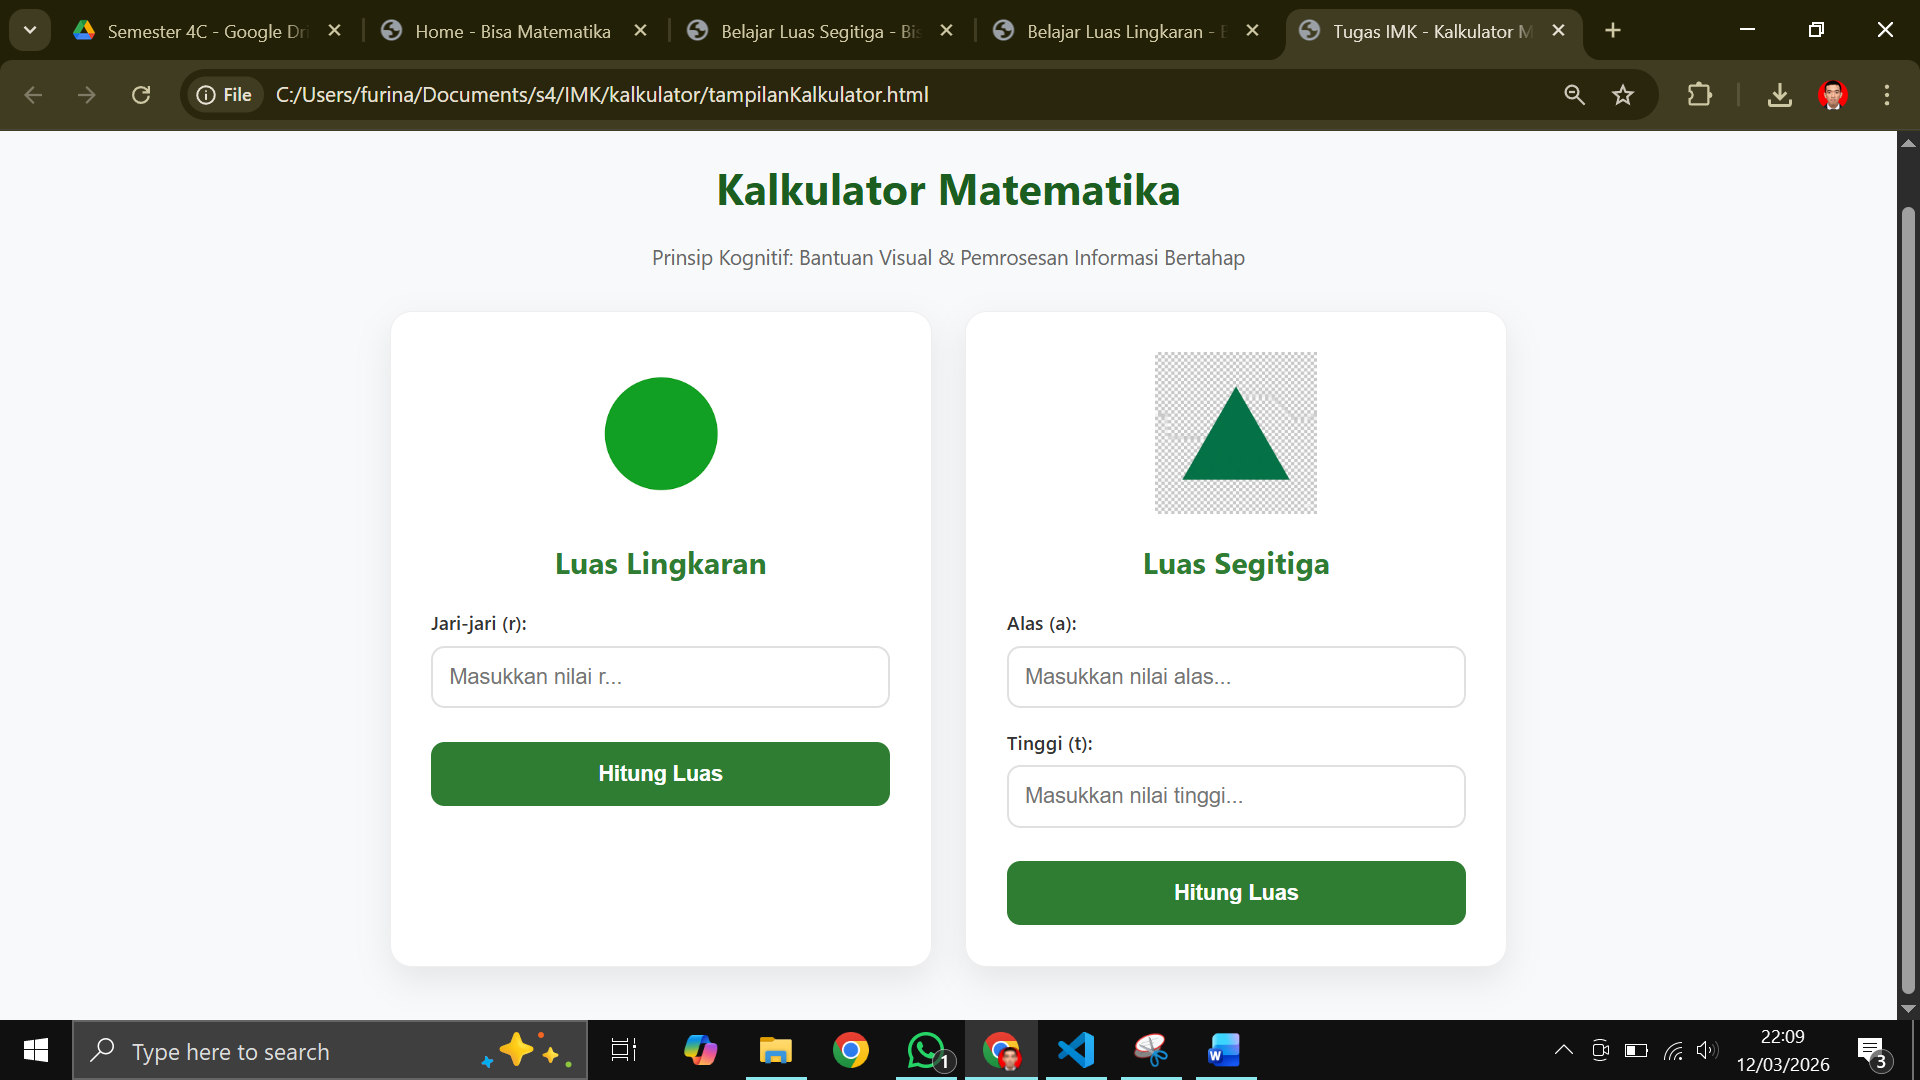 Semester 4C - Google Dri
Home - Bisa Matematika
Belajar Luas Segitiga - Bis
Belajar Luas Lingkaran - B
Tugas IMK - Kalkulator M
File
C:/Users/furina/Documents/s4/IMK/kalkulator/tampilanKalkulator.html
Kalkulator Matematika
Prinsip Kognitif: Bantuan Visual & Pemrosesan Informasi Bertahap
Luas Lingkaran
Jari-jari (r):
Masukkan nilai r...
Hitung Luas
Luas Segitiga
Alas (a):
Masukkan nilai alas...
Tinggi (t):
Masukkan nilai tinggi...
Hitung Luas
Type here to search
1
W
22:09
12/03/2026
3